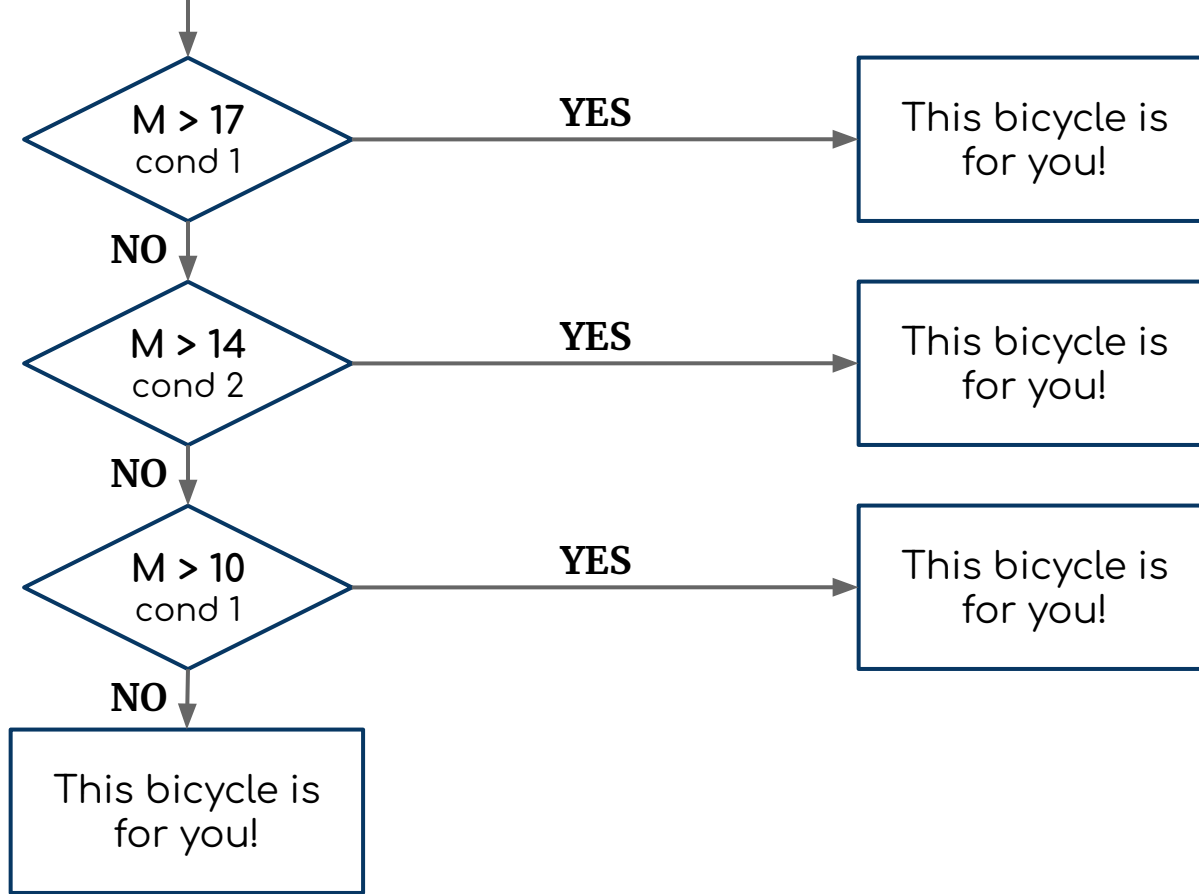 M > 17
cond 1
YES
This bicycle is
for you!
NO
M > 14
cond 2
YES
This bicycle is
for you!
NO
M > 10
cond 1
YES
This bicycle is
for you!
NO
This bicycle is
for you!